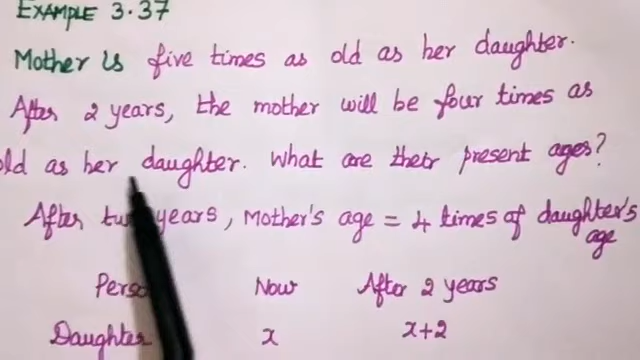 EXAMPLE 3.37
Mother is five times as old as her daughter.
After 2 years, the mother will be four times as
old as her daughter. What are their present ages?
After two years, Mother's age = 4 times of daughter's
age
Person Now After 2 years
Daughter x x+2